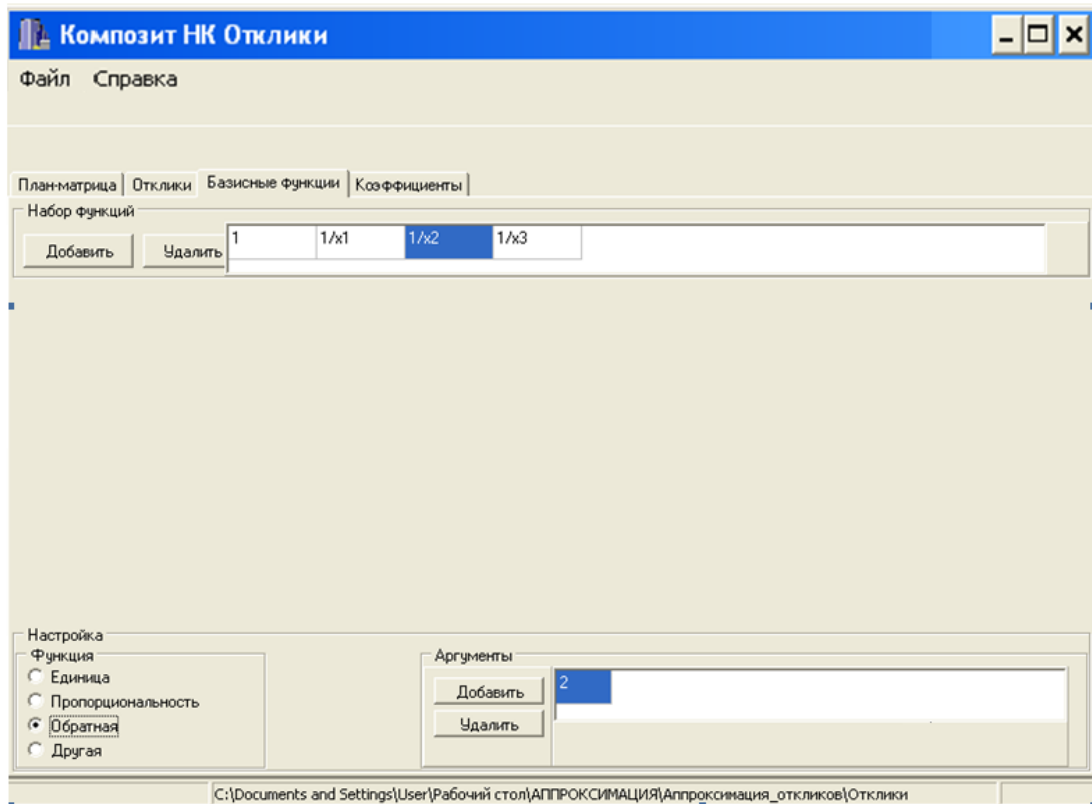 Композит НК Отклики
Файл Справка
План-матрица Отклики Базисные функции Коэффициенты
Набор функций
Добавить Удалить 1 1/x1 1/x2 1/x3
Настройка
Функция
Единица
Пропорциональность
Обратная
Другая
Аргументы
Добавить 2
Удалить
C:\Documents and Settings\User\Рабочий стол\АППРОКСИМАЦИЯ\Аппроксимация_откликов\Отклики